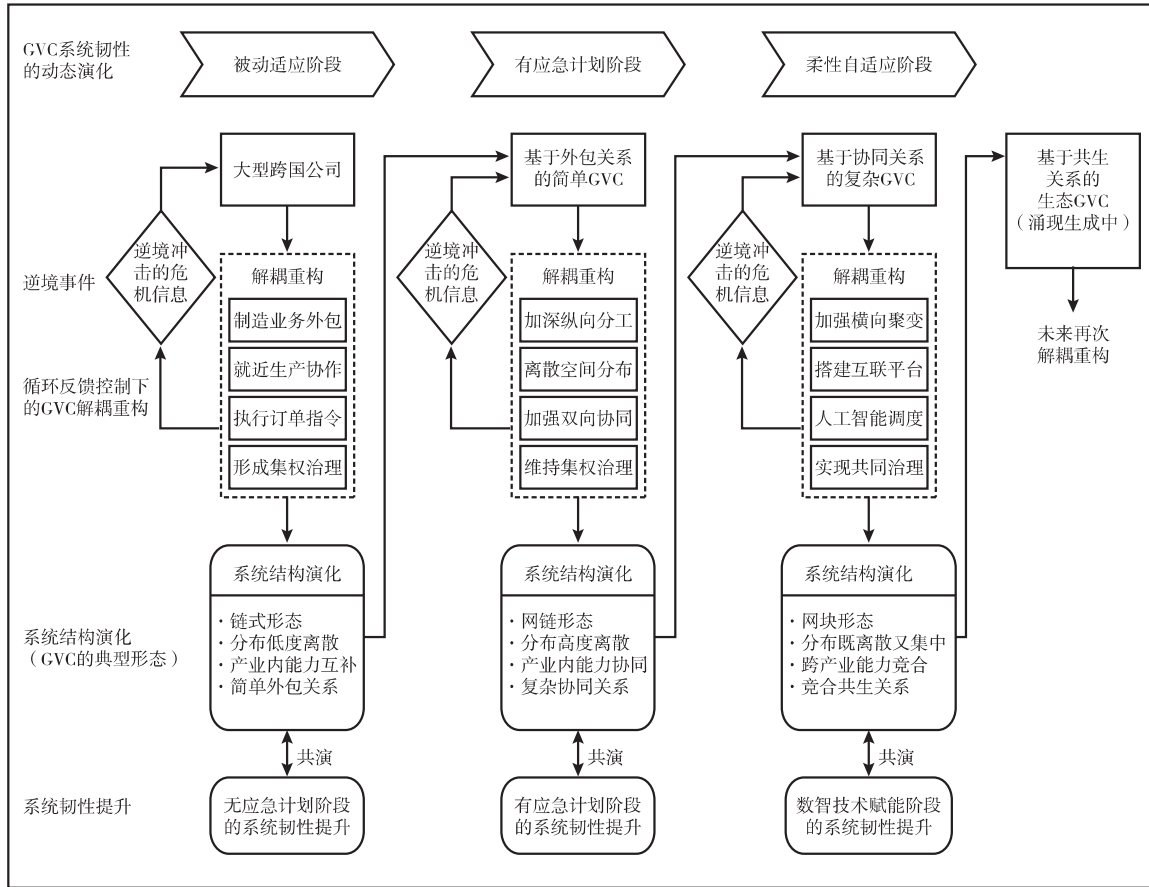 GVC系统韧性
的动态演化
被动适应阶段
有应急计划阶段
柔性自适应阶段
大型跨国公司
基于外包关系
的简单GVC
基于协同关系
的复杂GVC
基于共生
关系的
生态GVC
（涌现生成中）
逆境事件
逆境冲
击的危
机信息
逆境冲
击的危
机信息
逆境冲
击的危
机信息
未来再次
解耦重构
循环反馈控制下
的GVC解耦重构
解耦重构
制造业务外包
就近生产协作
执行订单指令
形成集权治理
解耦重构
加深纵向分工
离散空间分布
加强双向协同
维持集权治理
解耦重构
加强横向聚变
搭建互联平台
人工智能调度
实现共同治理
系统结构演化
（GVC的典型形态）
系统结构演化
·链式形态
·分布低度离散
·产业内能力互补
·简单外包关系
系统结构演化
·网链形态
·分布高度离散
·产业内能力协同
·复杂协同关系
系统结构演化
·网块形态
·分布既离散又集中
·跨产业能力竞合
·竞合共生关系
共演
共演
共演
系统韧性提升
无应急计划阶段
的系统韧性提升
有应急计划阶段
的系统韧性提升
数智技术赋能阶段
的系统韧性提升